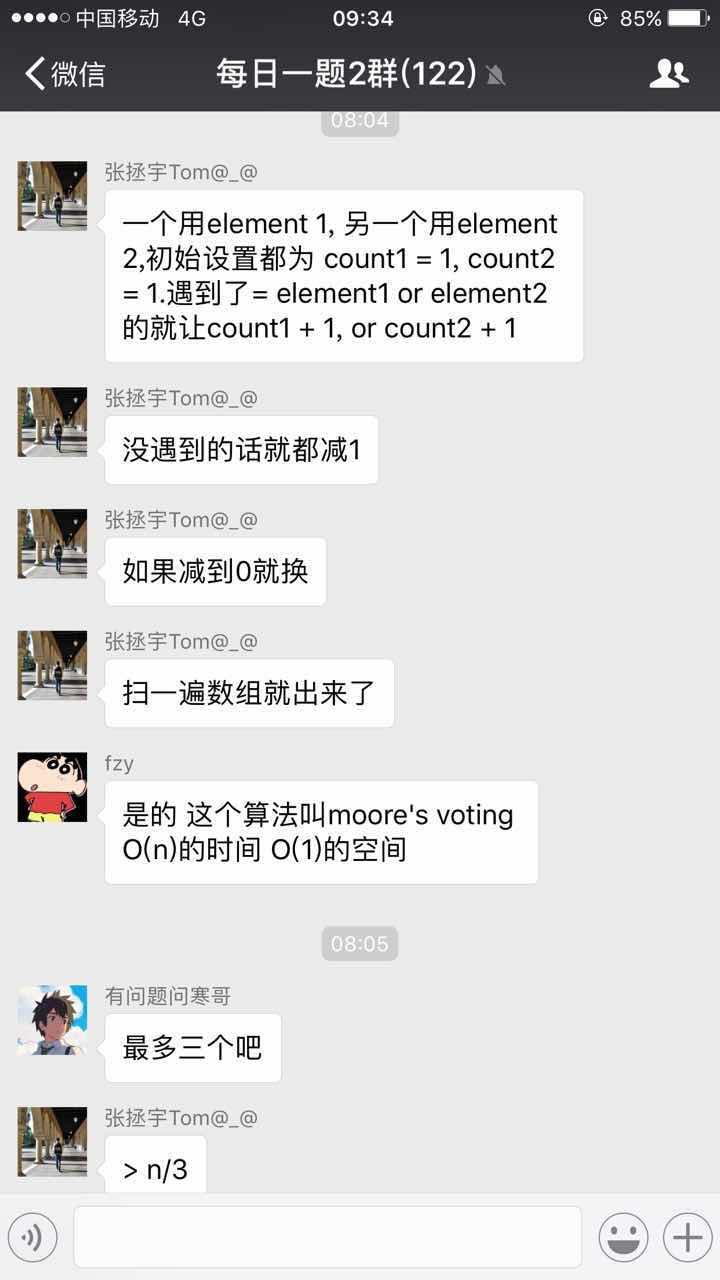 中国移动 4G 09:34 85%
微信 每日一题2群(122)
08:04
张拯宇Tom@_@
一个用element 1, 另一个用element
2,初始设置都为 count1 = 1, count2
= 1.遇到了= element1 or element2
的就让count1 + 1, or count2 + 1
张拯宇Tom@_@
没遇到的话就都减1
张拯宇Tom@_@
如果减到0就换
张拯宇Tom@_@
扫一遍数组就出来了
fzy
是的 这个算法叫moore's voting
O(n)的时间 O(1)的空间
08:05
有问题问寒哥
最多三个吧
张拯宇Tom@_@
> n/3